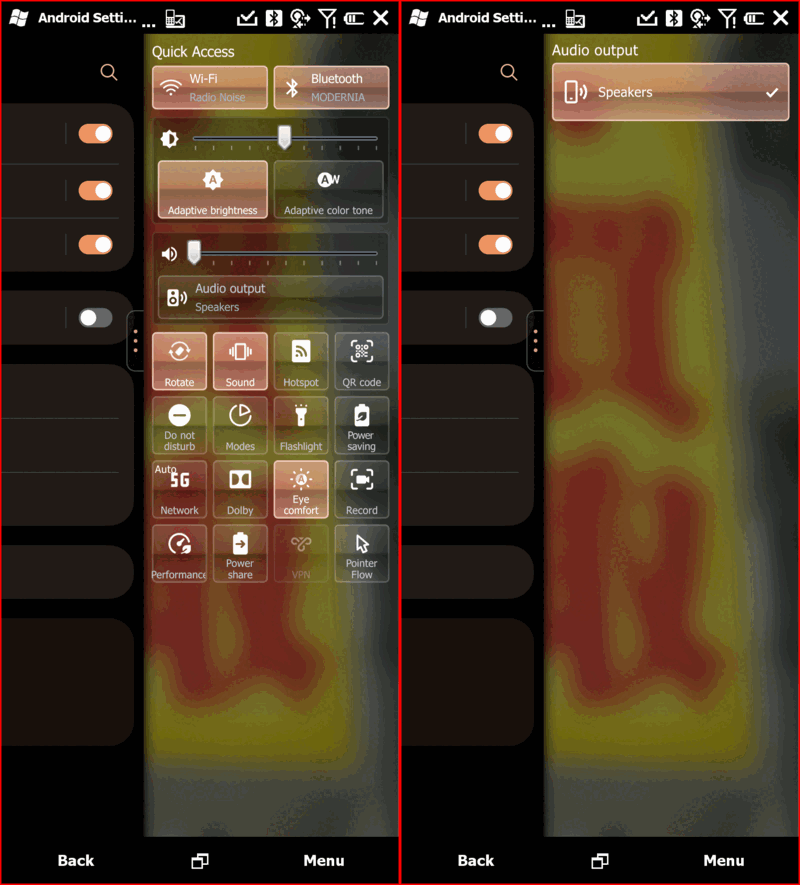 Android Setti... ...
Quick Access
Wi-Fi
Radio Noise
Bluetooth
MODERNIA
A
Adaptive brightness
AW
Adaptive color tone
Audio output
Speakers
Rotate
Sound
Hotspot
QR code
Do not
disturb
Modes
Flashlight
Power
saving
Auto
5G
Network
Dolby
A
Eye
comfort
Record
Performance
Power
share
VPN
Pointer
Flow
Back
Menu
Android Setti... ...
Audio output
Speakers
Back
Menu